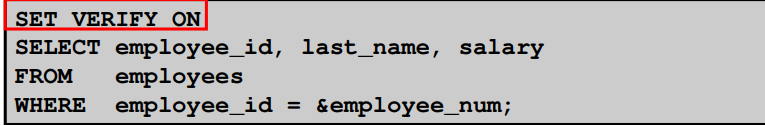 SET VERIFY ON
SELECT employee_id, last_name, salary
FROM   employees
WHERE  employee_id = &employee_num;